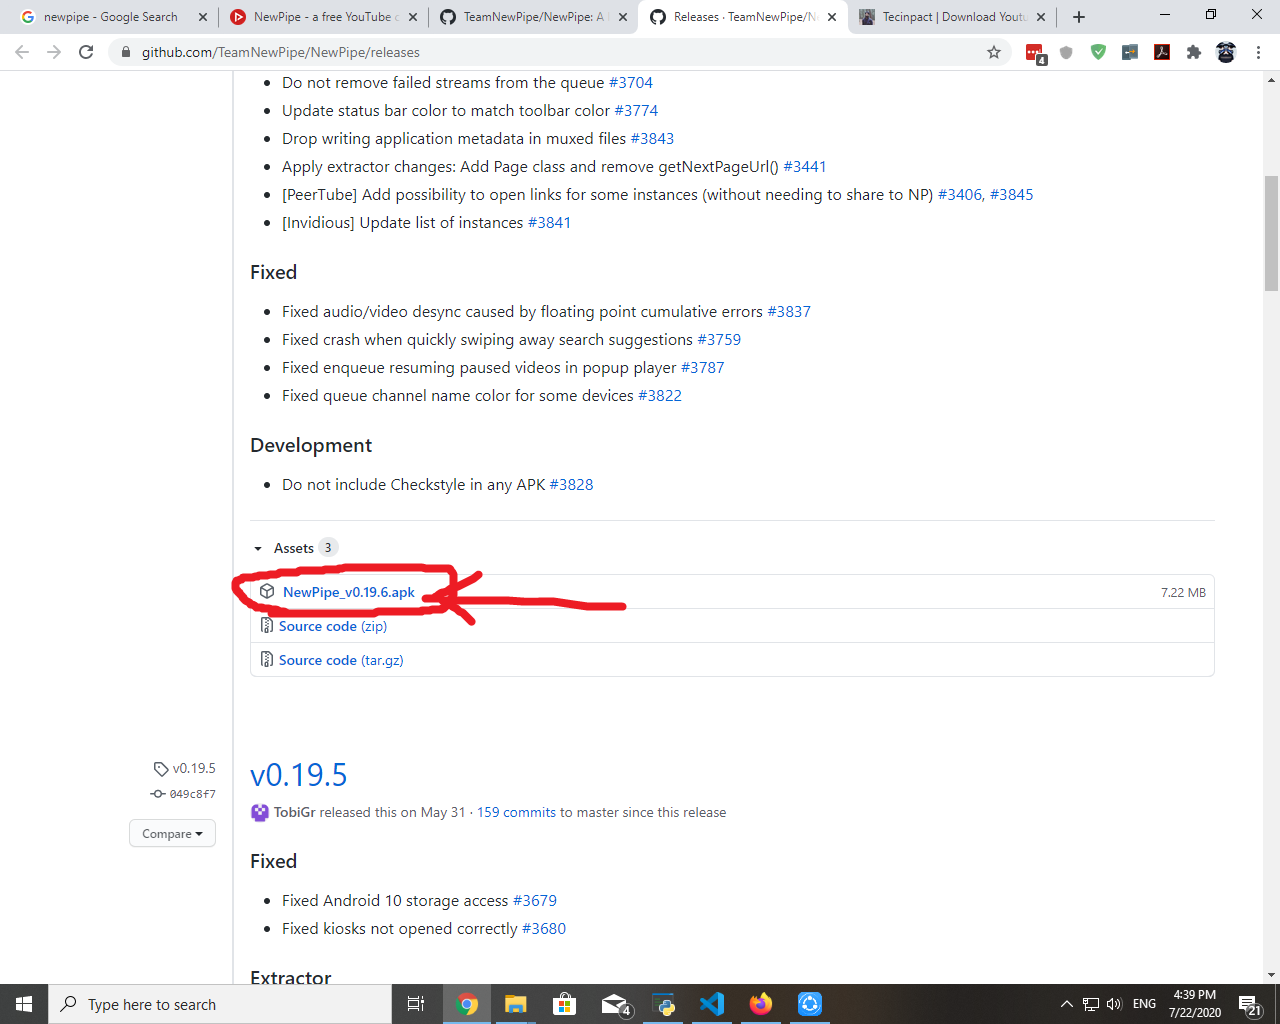 newpipe - Google Search
NewPipe - a free YouTube c
TeamNewPipe/NewPipe: A l
Releases · TeamNewPipe/Ne
Tecinpact | Download Youtu
github.com/TeamNewPipe/NewPipe/releases
4
Do not remove failed streams from the queue #3704
Update status bar color to match toolbar color #3774
Drop writing application metadata in muxed files #3843
Apply extractor changes: Add Page class and remove getNextPageUrl() #3441
[PeerTube] Add possibility to open links for some instances (without needing to share to NP) #3406, #3845
[Invidious] Update list of instances #3841
Fixed
Fixed audio/video desync caused by floating point cumulative errors #3837
Fixed crash when quickly swiping away search suggestions #3759
Fixed enqueue resuming paused videos in popup player #3787
Fixed queue channel name color for some devices #3822
Development
Do not include Checkstyle in any APK #3828
Assets 3
NewPipe_v0.19.6.apk 7.22 MB
Source code (zip)
Source code (tar.gz)
v0.19.5
049c8f7
Compare
v0.19.5
TobiGr released this on May 31 · 159 commits to master since this release
Fixed
Fixed Android 10 storage access #3679
Fixed kiosks not opened correctly #3680
Extractor
Type here to search
4
ENG
4:39 PM
7/22/2020
21